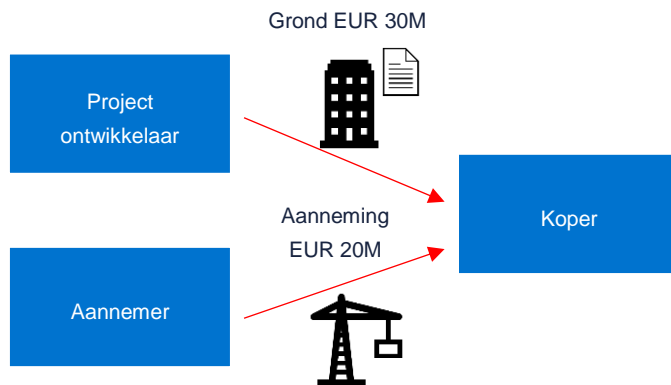 Grond EUR 30M
Project
ontwikkelaar
Aanneming
EUR 20M
Koper
Aannemer